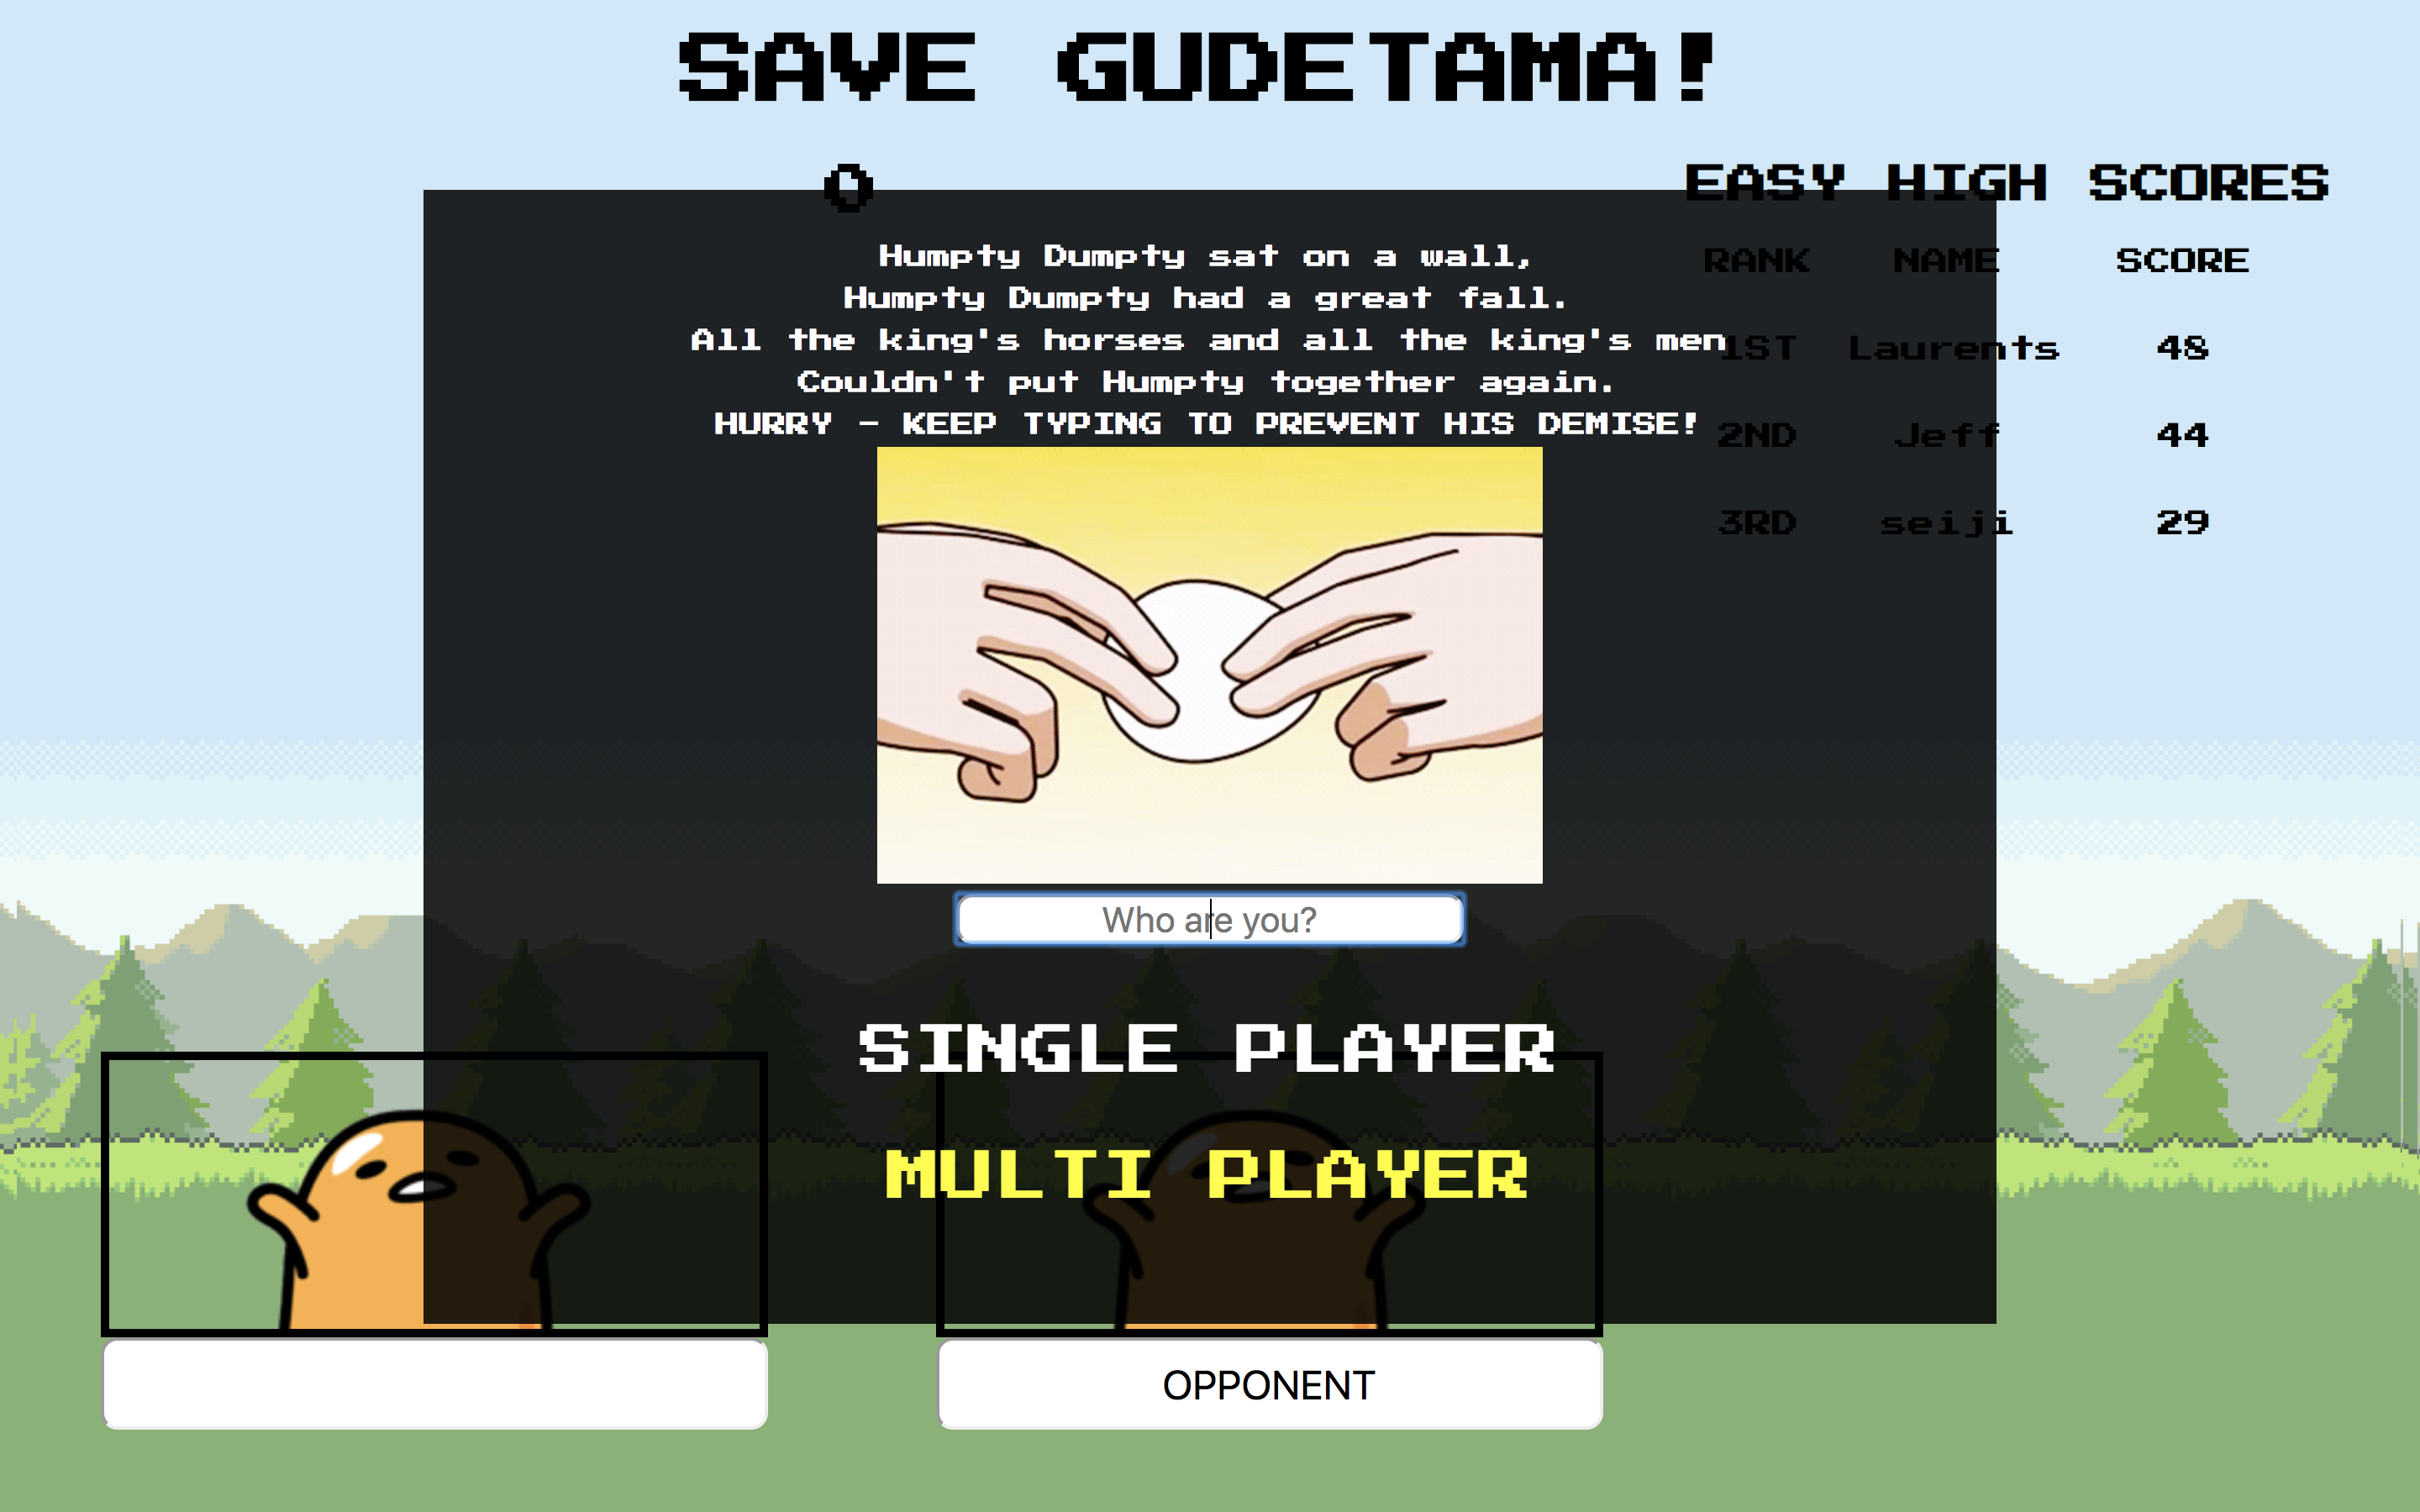 SAVE GUDETAMA!
0
EASY HIGH SCORES
RANK NAME SCORE
1ST Laurents 48
2ND Jeff 44
3RD seiji 29
Humpty Dumpty sat on a wall,
Humpty Dumpty had a great fall.
All the king's horses and all the king's men
Couldn't put Humpty together again.
HURRY - KEEP TYPING TO PREVENT HIS DEMISE!
Who are you?
SINGLE PLAYER
MULTI PLAYER
OPPONENT